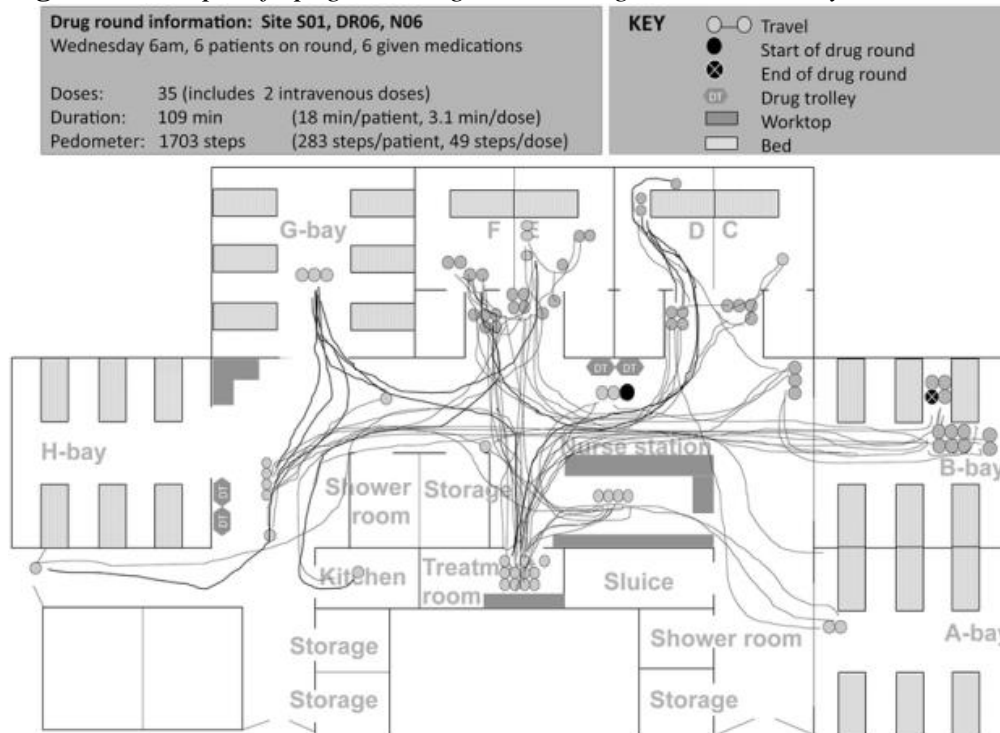 Drug round information: Site S01, DR06, N06
Wednesday 6am, 6 patients on round, 6 given medications
Doses: 35 (includes 2 intravenous doses)
Duration: 109 min (18 min/patient, 3.1 min/dose)
Pedometer: 1703 steps (283 steps/patient, 49 steps/dose)
KEY
Travel
Start of drug round
End of drug round
DT Drug trolley
Worktop
Bed
G-bay
F E
D C
DT DT
H-bay
Nurse station
B-bay
Shower room
Storage
DT
DT
Kitchen
Treatm
room
Sluice
Storage
Shower room
A-bay
Storage
Storage